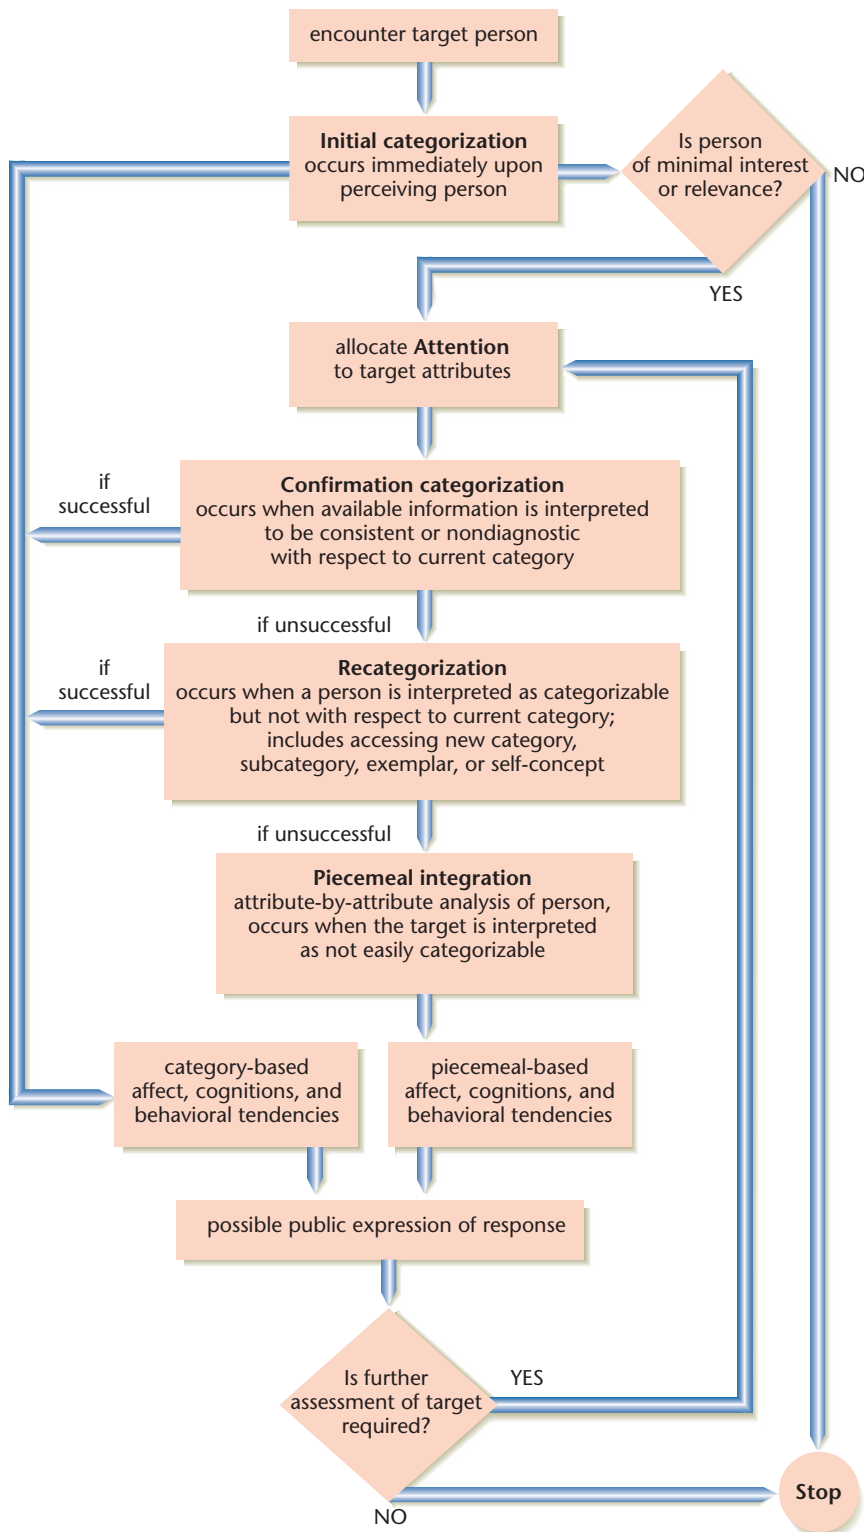 encounter target person
Initial categorization
occurs immediately upon
perceiving person
Is person
of minimal interest
or relevance?
NO
YES
allocate Attention
to target attributes
if
successful
Confirmation categorization
occurs when available information is interpreted
to be consistent or nondiagnostic
with respect to current category
if unsuccessful
if
successful
Recategorization
occurs when a person is interpreted as categorizable
but not with respect to current category;
includes accessing new category,
subcategory, exemplar, or self-concept
if unsuccessful
Piecemeal integration
attribute-by-attribute analysis of person,
occurs when the target is interpreted
as not easily categorizable
category-based
affect, cognitions, and
behavioral tendencies
piecemeal-based
affect, cognitions, and
behavioral tendencies
possible public expression of response
Is further
assessment of target
required?
YES
NO
Stop